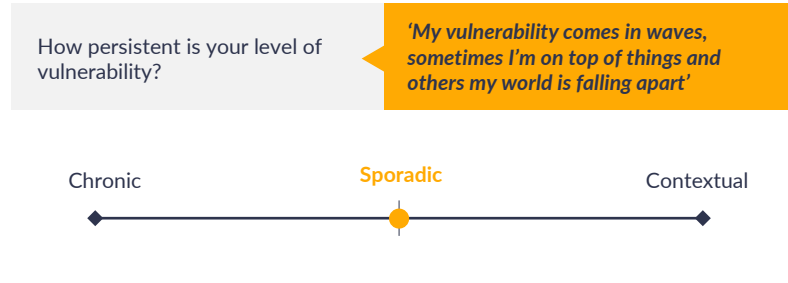 How persistent is your level of
vulnerability?
‘My vulnerability comes in waves,
sometimes I’m on top of things and
others my world is falling apart’
Chronic
Sporadic
Contextual